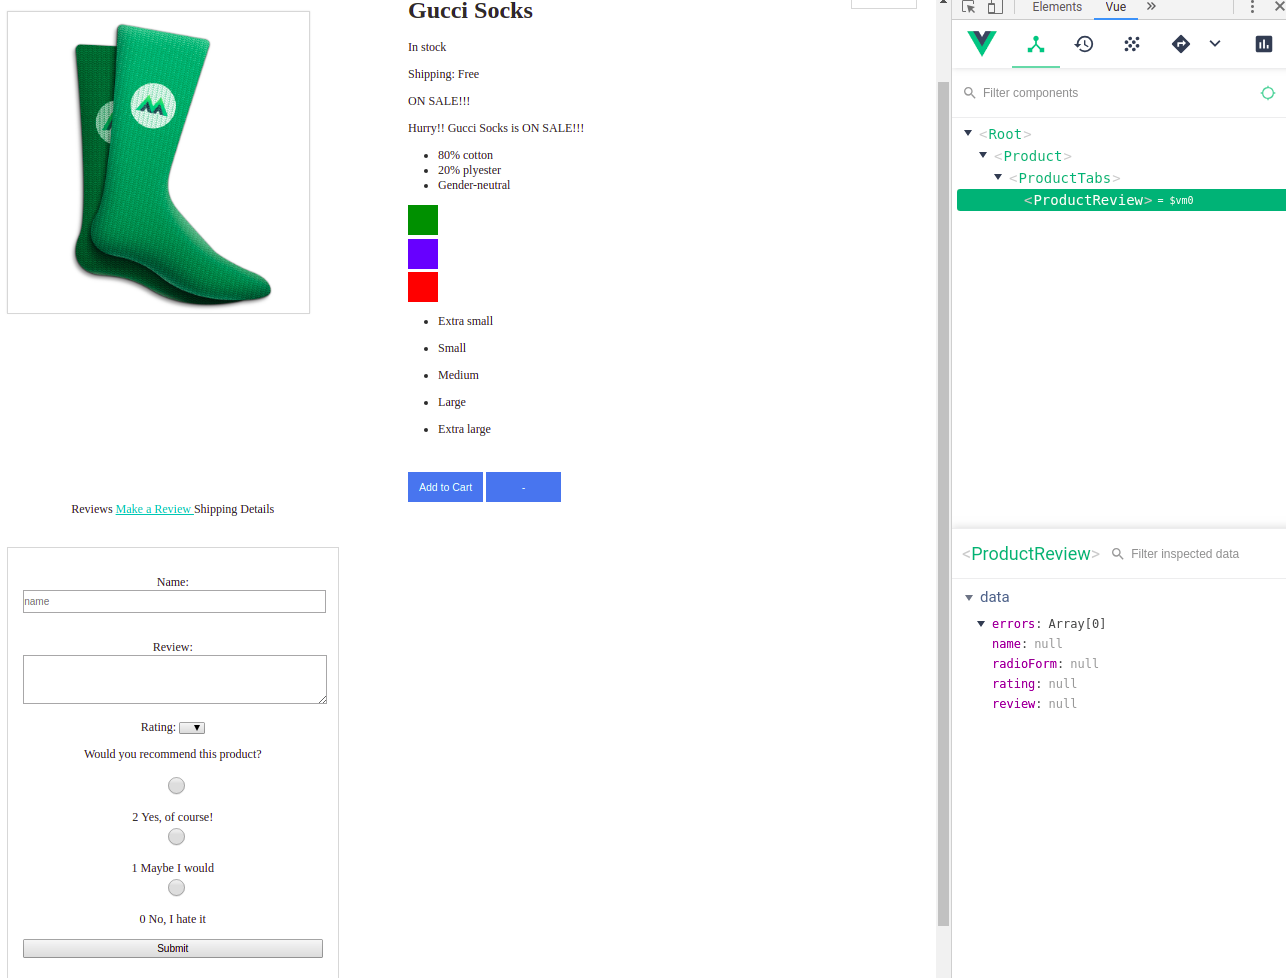 Gucci Socks
In stock
Shipping: Free
ON SALE!!!
Hurry!! Gucci Socks is ON SALE!!!
80% cotton
20% plyester
Gender-neutral
Extra small
Small
Medium
Large
Extra large
Add to Cart -
Reviews Make a Review Shipping Details
Name:
name
Review:
Rating:
Would you recommend this product?
2 Yes, of course!
1 Maybe I would
0 No, I hate it
Submit
Elements Vue »
Filter components
<Root>
<Product>
<ProductTabs>
<ProductReview> = $vm0
<ProductReview> Filter inspected data
data
errors: Array[0]
name: null
radioForm: null
rating: null
review: null